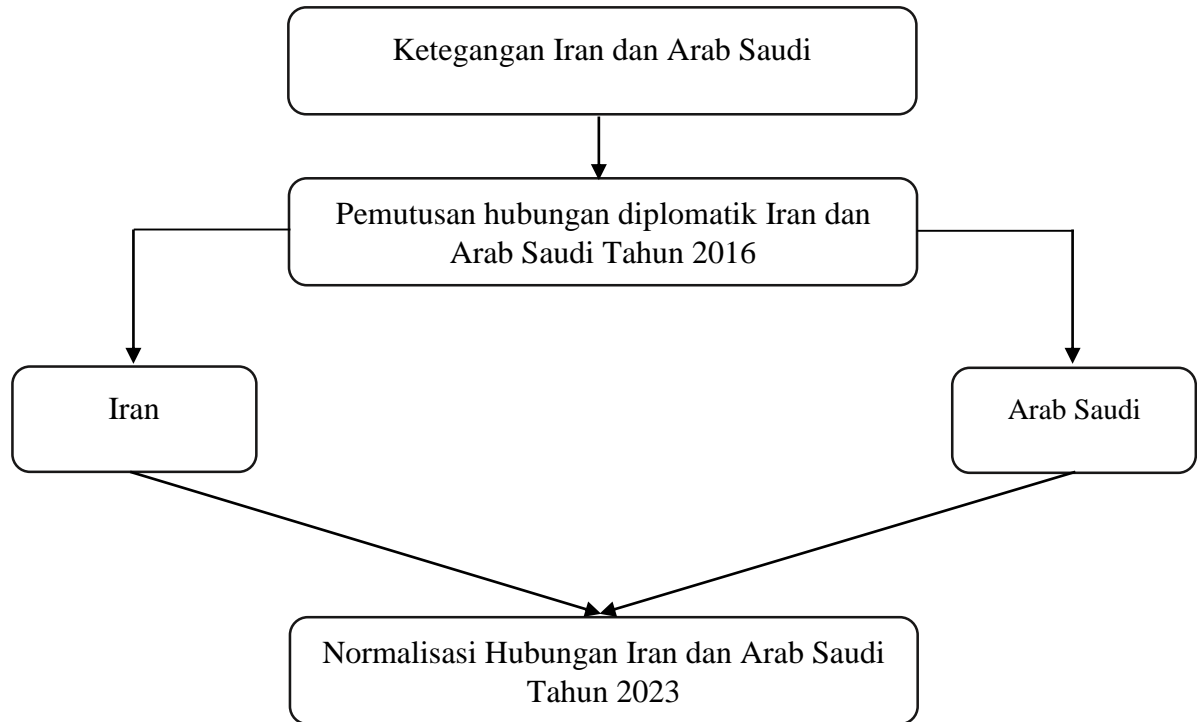 Ketegangan Iran dan Arab Saudi
Pemutusan hubungan diplomatik Iran dan
Arab Saudi Tahun 2016
Iran
Arab Saudi
Normalisasi Hubungan Iran dan Arab Saudi
Tahun 2023